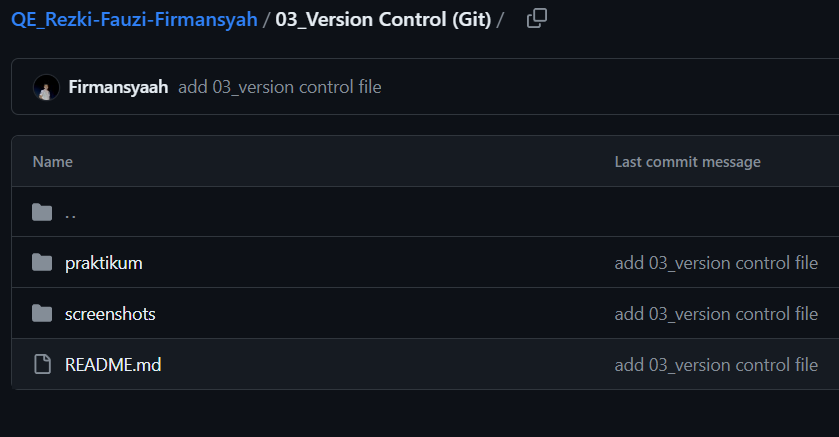 QE_Rezki-Fauzi-Firmansyah / 03_Version Control (Git) /
Firmansyaah add 03_version control file
Name Last commit message
..
praktikum add 03_version control file
screenshots add 03_version control file
README.md add 03_version control file